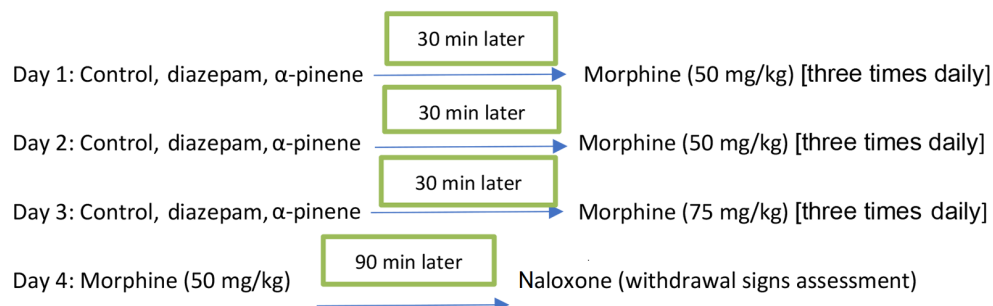 30 min later
Day 1: Control, diazepam, α-pinene Morphine (50 mg/kg) [three times daily]
30 min later
Day 2: Control, diazepam, α-pinene Morphine (50 mg/kg) [three times daily]
30 min later
Day 3: Control, diazepam, α-pinene Morphine (75 mg/kg) [three times daily]
90 min later
Day 4: Morphine (50 mg/kg) Naloxone (withdrawal signs assessment)